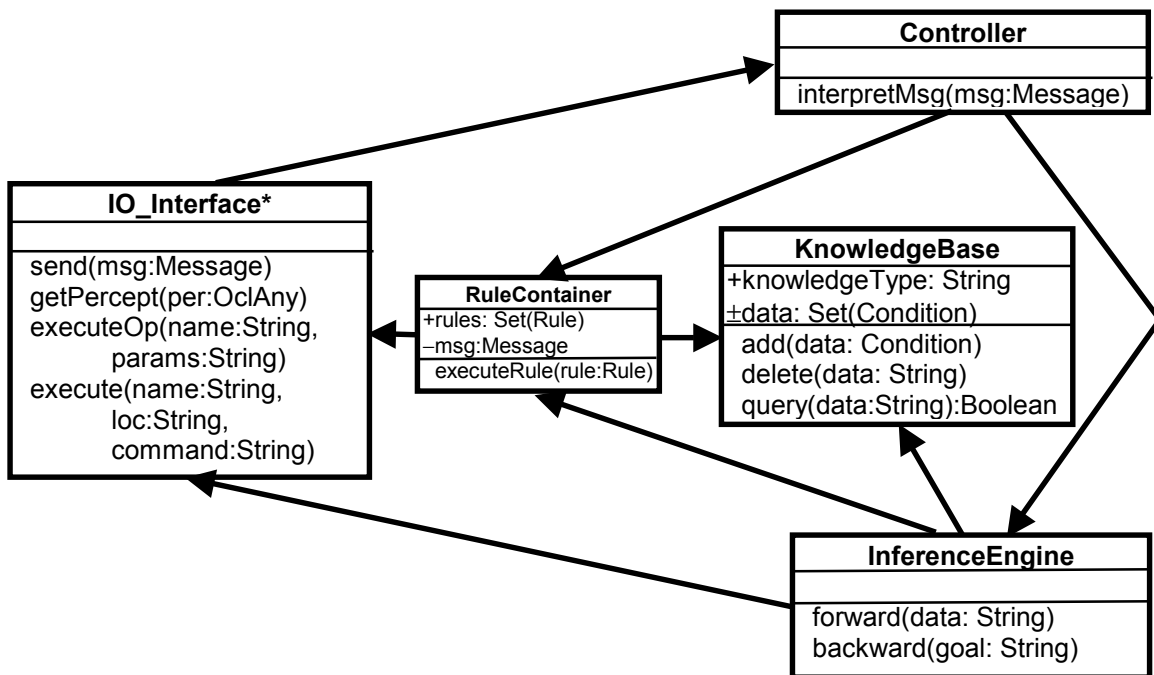 Controller
interpretMsg(msg:Message)
IO_Interface*
send(msg:Message)
getPercept(per:OclAny)
executeOp(name:String,
params:String)
execute(name:String,
loc:String,
command:String)
RuleContainer
+rules: Set(Rule)
−msg:Message
executeRule(rule:Rule)
KnowledgeBase
+knowledgeType: String
±data: Set(Condition)
add(data: Condition)
delete(data: String)
query(data:String):Boolean
InferenceEngine
forward(data: String)
backward(goal: String)